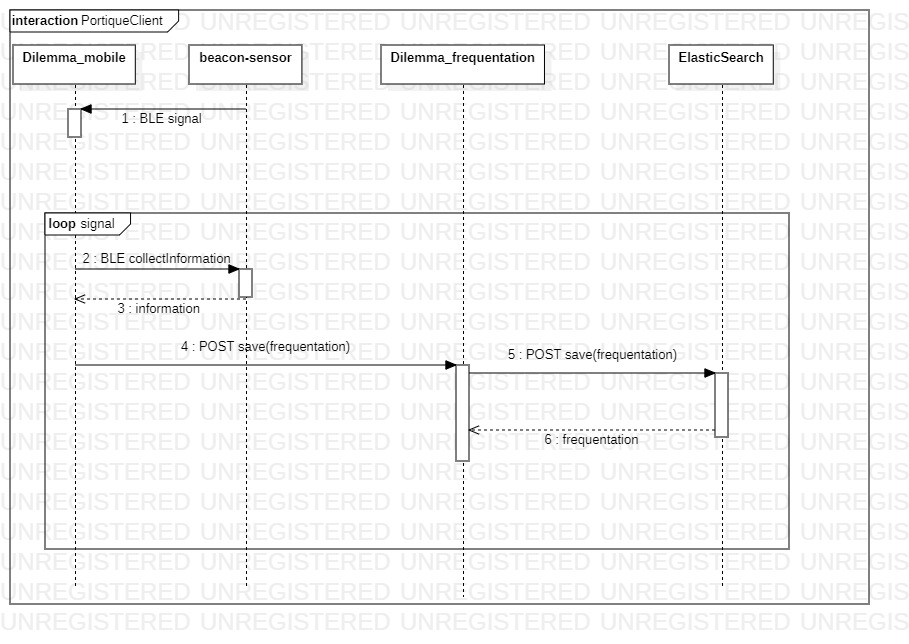 interaction PortiqueClient
Dilemma_mobile
beacon-sensor
Dilemma_frequentation
ElasticSearch
1 : BLE signal
loop signal
2 : BLE collectInformation
3 : information
4 : POST save(frequentation)
5 : POST save(frequentation)
6 : frequentation
UNREGISTERED UNREGISTERED UNREGISTERED UNREGISTERED UNREGIS